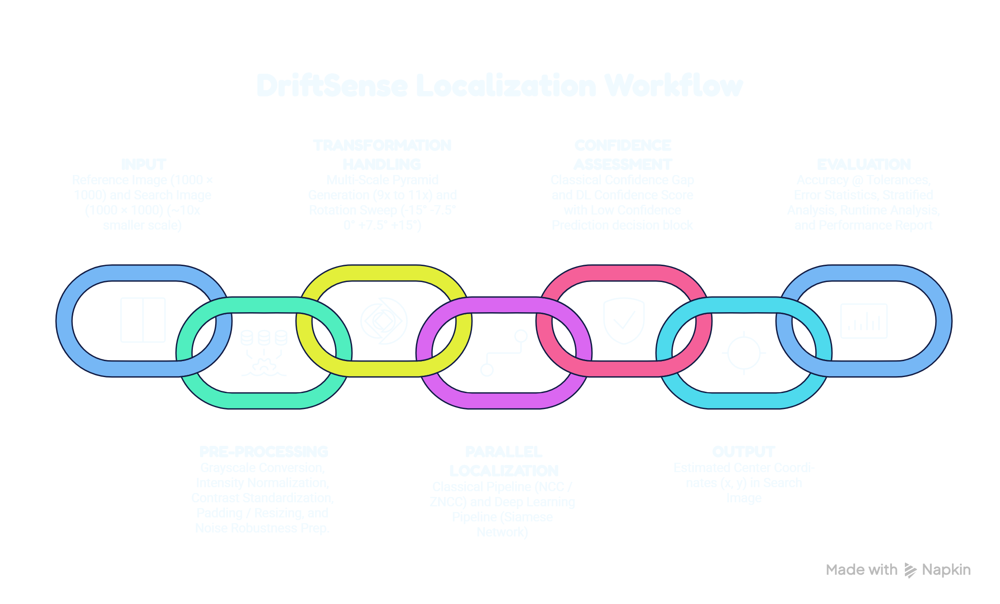 DriftSense Localization Workflow
INPUT
Reference Image (1000 ×
1000) and Search Image
(1000 × 1000) (~10x
smaller scale)
TRANSFORMATION
HANDLING
Multi-Scale Pyramid
Generation (9x to 11x) and
Rotation Sweep (-15° -7.5°
0° +7.5° +15°)
CONFIDENCE
ASSESSMENT
Classical Confidence Gap
and DL Confidence Score
with Low Confidence
Prediction decision block
EVALUATION
Accuracy @ Tolerances,
Error Statistics, Stratified
Analysis, Runtime Analysis,
and Performance Report
PRE-PROCESSING
Grayscale Conversion,
Intensity Normalization,
Contrast Standardization,
Padding / Resizing, and
Noise Robustness Prep.
PARALLEL
LOCALIZATION
Classical Pipeline (NCC /
ZNCC) and Deep Learning
Pipeline (Siamese
Network)
OUTPUT
Estimated Center Coordi-
nates (x, y) in Search
Image
Made with Napkin